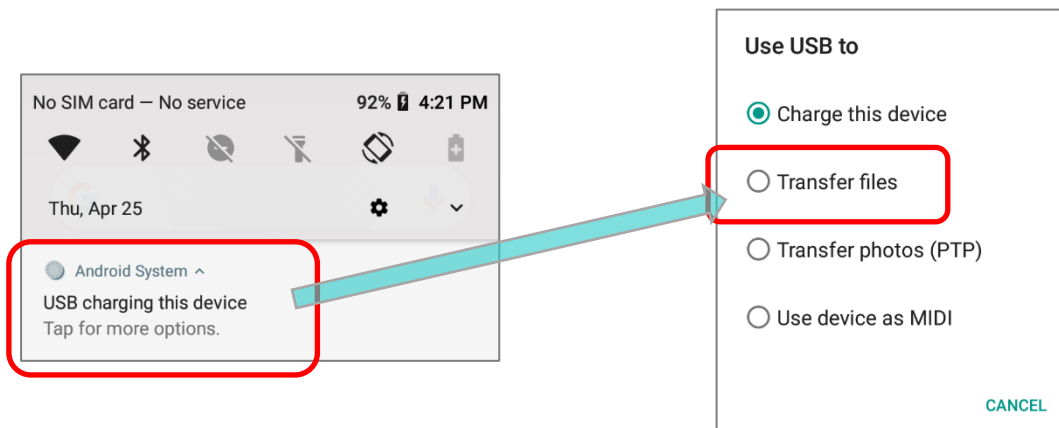 No SIM card — No service 92% 4:21 PM
Thu, Apr 25
Android System
USB charging this device
Tap for more options.
Use USB to
Charge this device
Transfer files
Transfer photos (PTP)
Use device as MIDI
CANCEL